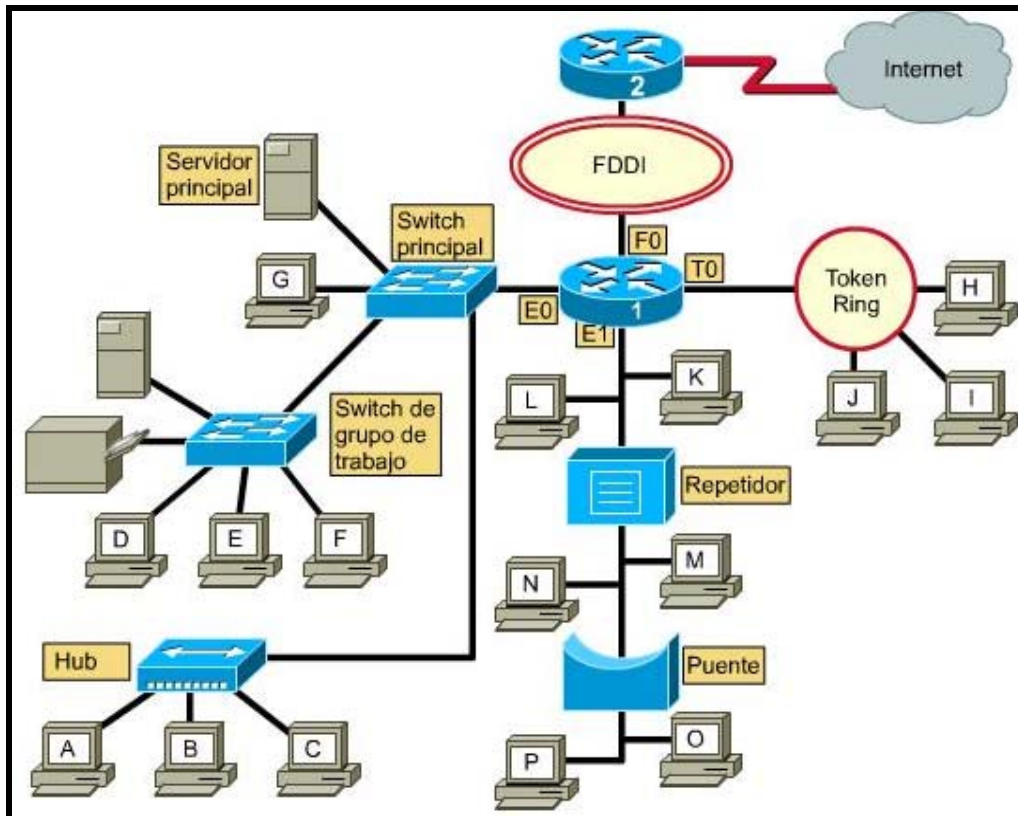 2
Internet
FDDI
Servidor
principal
Switch
principal
F0
T0
G
E0
1
E1
Token
Ring
H
L
K
J
I
Switch de
grupo de
trabajo
Repetidor
D
E
F
N
M
Hub
Puente
A
B
C
P
O